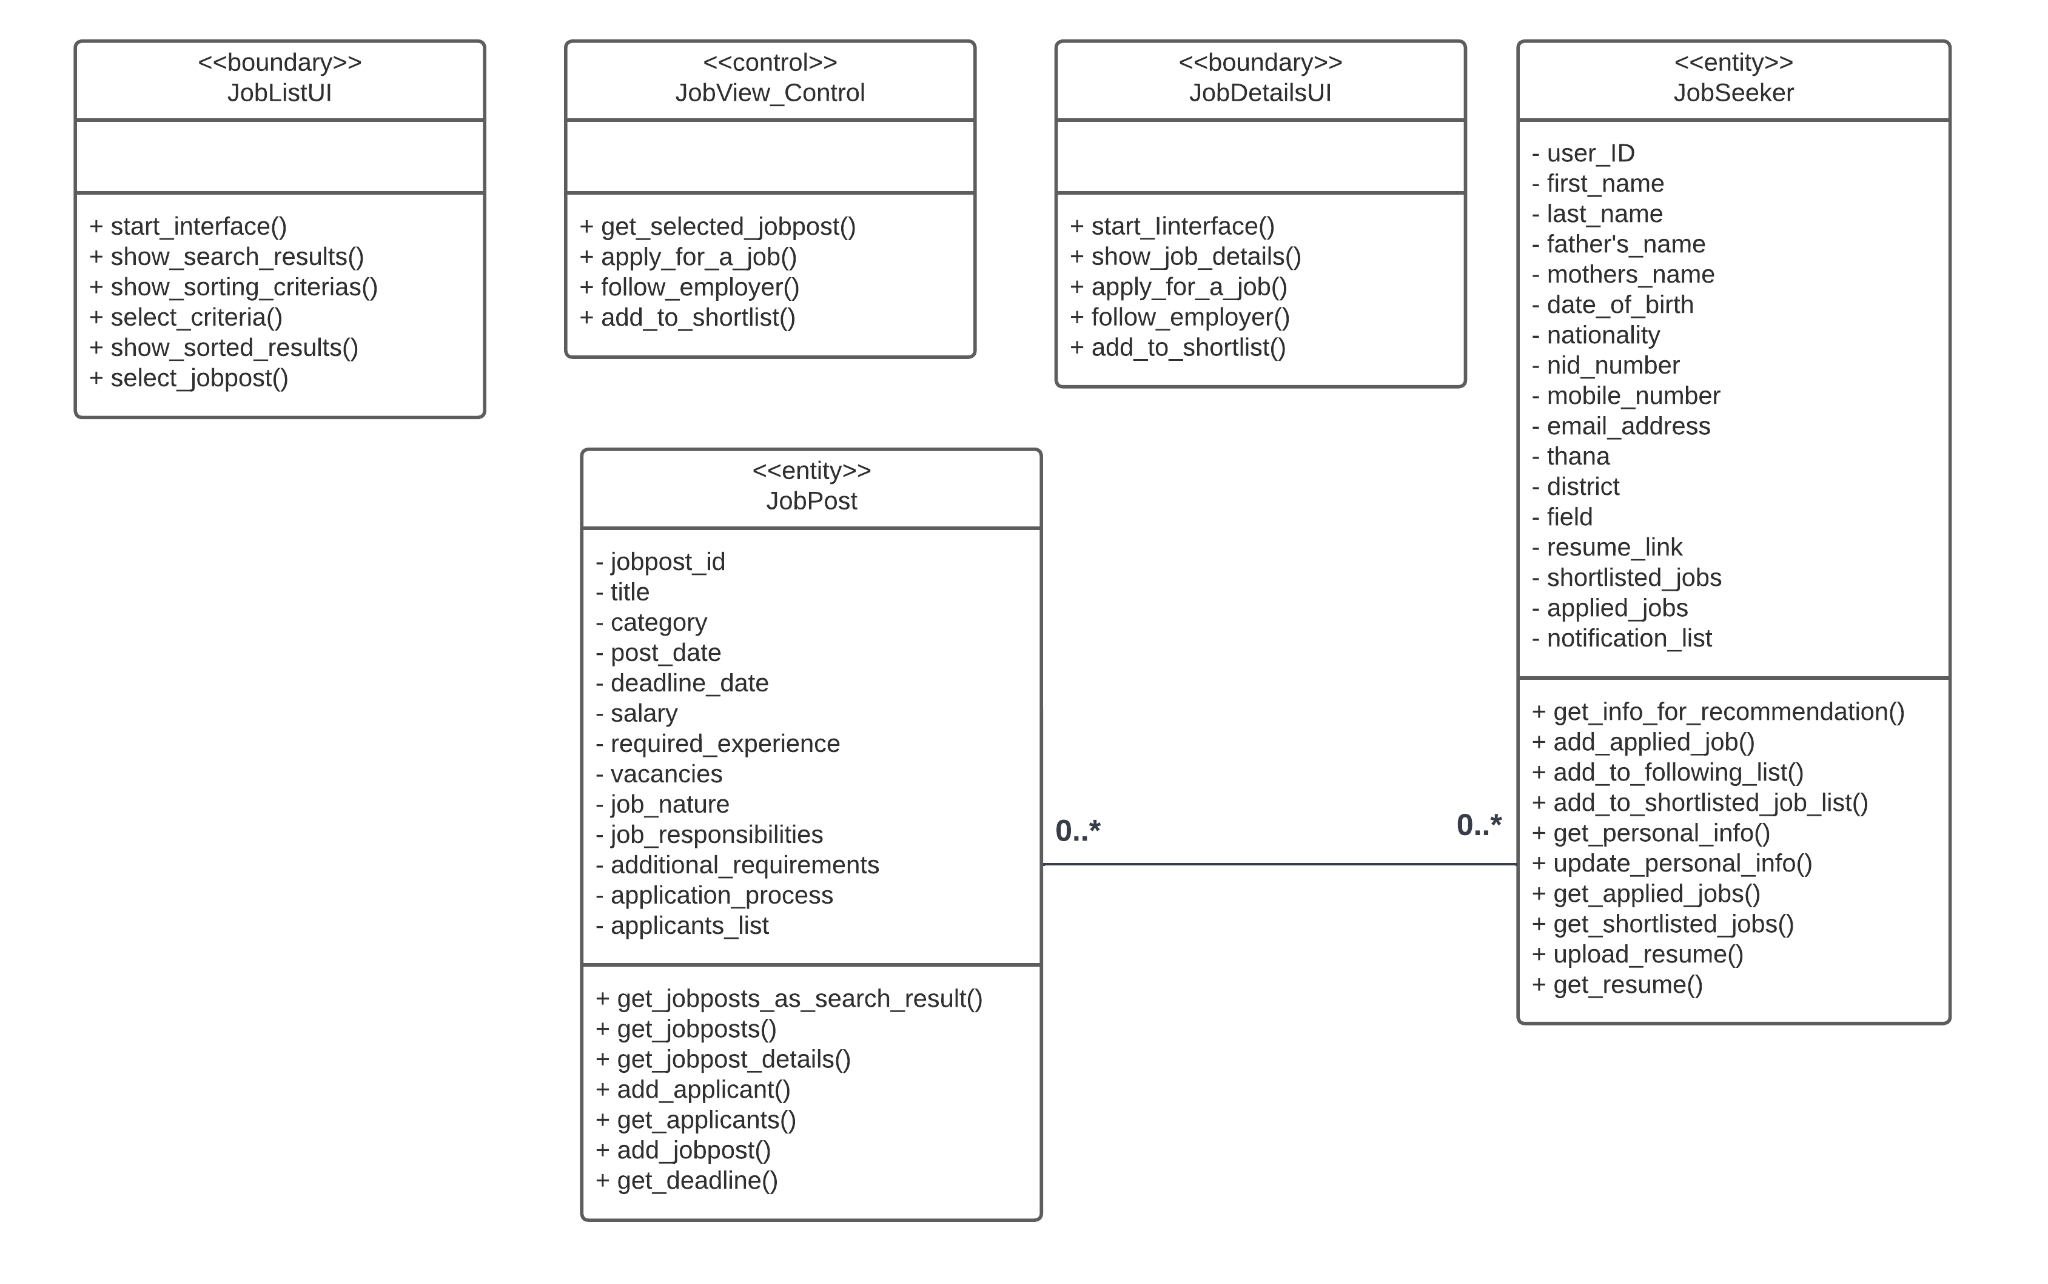 <<boundary>>
JobListUI
+ start_interface()
+ show_search_results()
+ show_sorting_criterias()
+ select_criteria()
+ show_sorted_results()
+ select_jobpost()
<<control>>
JobView_Control
+ get_selected_jobpost()
+ apply_for_a_job()
+ follow_employer()
+ add_to_shortlist()
<<boundary>>
JobDetailsUI
+ start_Iinterface()
+ show_job_details()
+ apply_for_a_job()
+ follow_employer()
+ add_to_shortlist()
<<entity>>
JobSeeker
- user_ID
- first_name
- last_name
- father's_name
- mothers_name
- date_of_birth
- nationality
- nid_number
- mobile_number
- email_address
- thana
- district
- field
- resume_link
- shortlisted_jobs
- applied_jobs
- notification_list
+ get_info_for_recommendation()
+ add_applied_job()
+ add_to_following_list()
+ add_to_shortlisted_job_list()
+ get_personal_info()
+ update_personal_info()
+ get_applied_jobs()
+ get_shortlisted_jobs()
+ upload_resume()
+ get_resume()
<<entity>>
JobPost
- jobpost_id
- title
- category
- post_date
- deadline_date
- salary
- required_experience
- vacancies
- job_nature
- job_responsibilities
- additional_requirements
- application_process
- applicants_list
+ get_jobposts_as_search_result()
+ get_jobposts()
+ get_jobpost_details()
+ add_applicant()
+ get_applicants()
+ add_jobpost()
+ get_deadline()
0..*
0..*